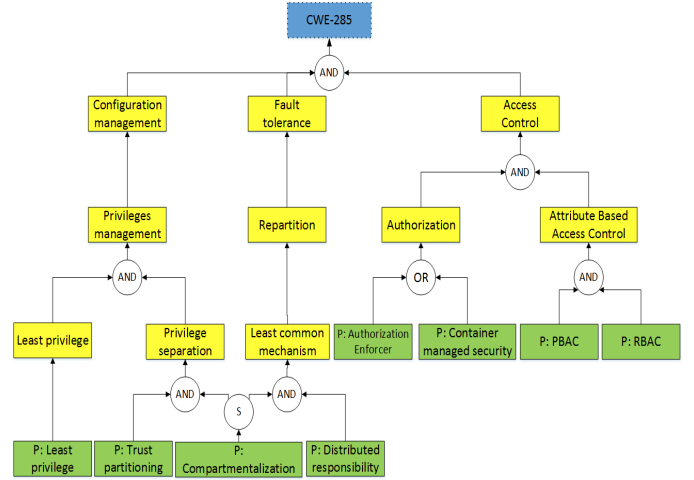 CWE-285
AND
Configuration
management
Fault
tolerance
Access
Control
AND
Privileges
management
Repartition
Authorization
Attribute Based
Access Control
AND
OR
AND
Least privilege
Privilege
separation
Least common
mechanism
P: Authorization
Enforcer
P: Container
managed security
P: PBAC
P: RBAC
AND
S
AND
P: Least
privilege
P: Trust
partitioning
P:
Compartmentalization
P: Distributed
responsibility